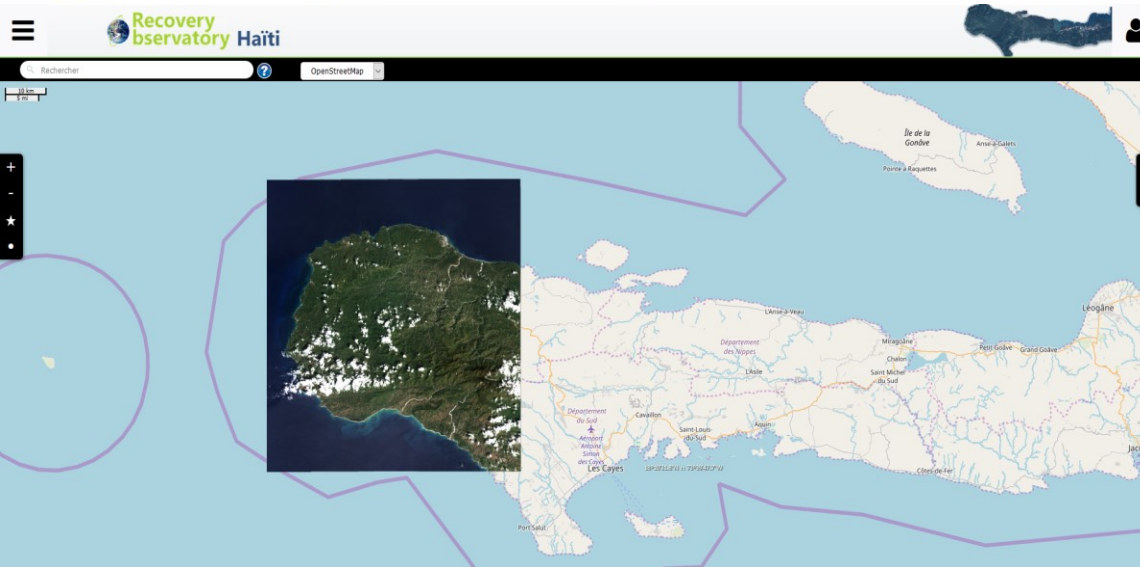 Recovery
bservatory Haïti
Rechercher
?
OpenStreetMap
10 km
5 mi
+
-
Île de la
Gonâve
Anse-à-Galets
Pointe à Raquettes
L'Anse-à-Veau
Léogâne
Département
des Nippes
Miragoâne
Petit-Goâve
Grand Goâve
Chalon
L'Asile
Saint Michel
du Sud
Département
du Sud
Cavaillon
Aquin
Saint-Louis-
du-Sud
Aéroport
Antoine
Simon
des Cayes
Les Cayes
Côtes-de-Fer
Jac
Port Salut